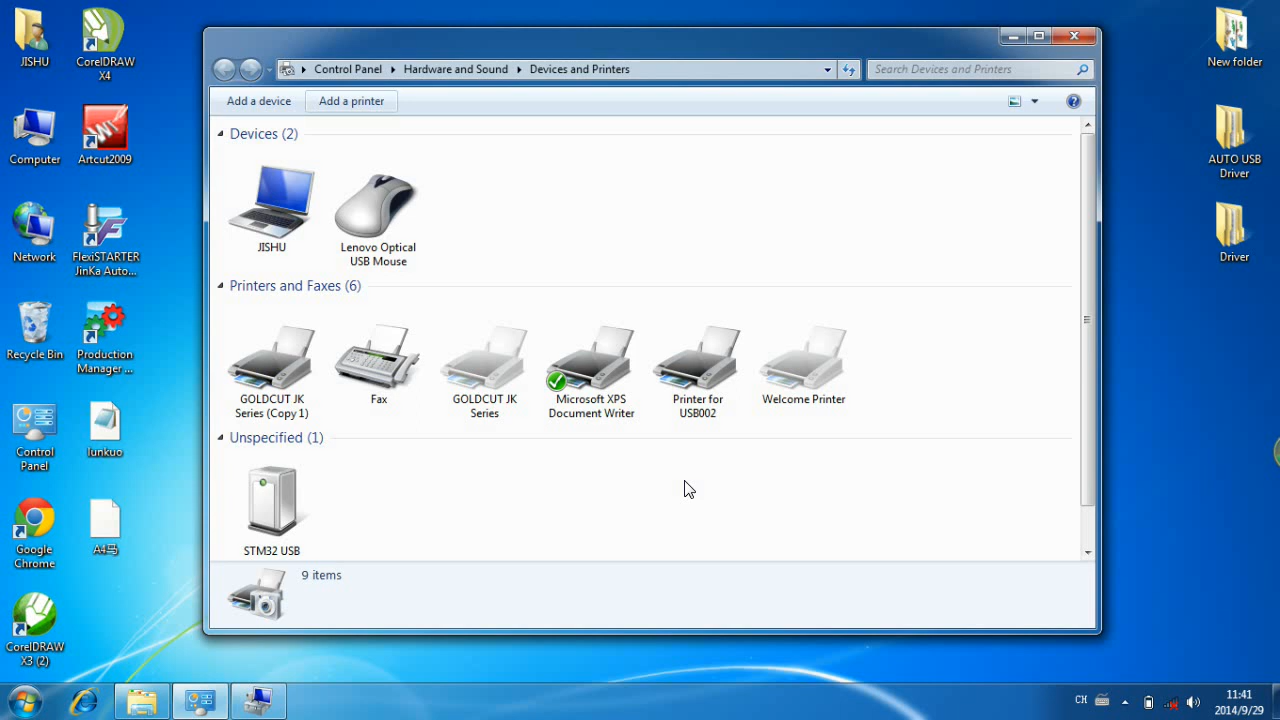 JISHU
CorelDRAW
X4
Computer
Artcut2009
Network
FlexiSTARTER
JinKa Auto...
Recycle Bin
Production
Manager ...
Control
Panel
lunkuo
Google
Chrome
A4马
CorelDRAW
X3 (2)
Control Panel
Hardware and Sound
Devices and Printers
Search Devices and Printers
Add a device
Add a printer
Devices (2)
JISHU
Lenovo Optical
USB Mouse
Printers and Faxes (6)
GOLDCUT JK
Series (Copy 1)
Fax
GOLDCUT JK
Series
Microsoft XPS
Document Writer
Printer for
USB002
Welcome Printer
Unspecified (1)
STM32 USB
9 items
New folder
AUTO USB
Driver
Driver
CH
11:41
2014/9/29